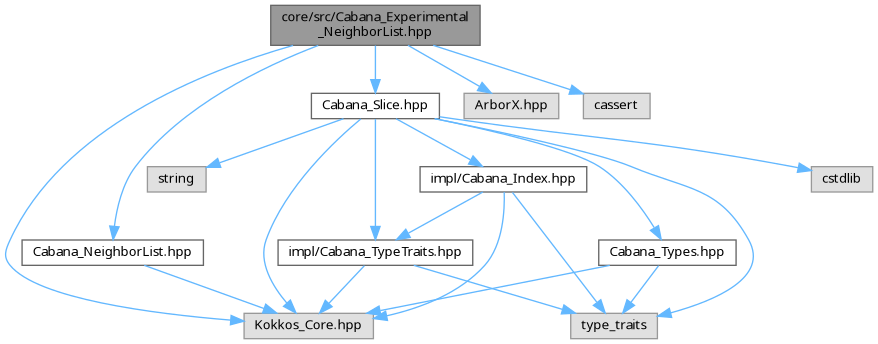 core/src/Cabana_Experimental
_NeighborList.hpp
Cabana_Slice.hpp
ArborX.hpp
cassert
string
impl/Cabana_Index.hpp
cstdlib
Cabana_NeighborList.hpp
impl/Cabana_TypeTraits.hpp
Cabana_Types.hpp
Kokkos_Core.hpp
type_traits